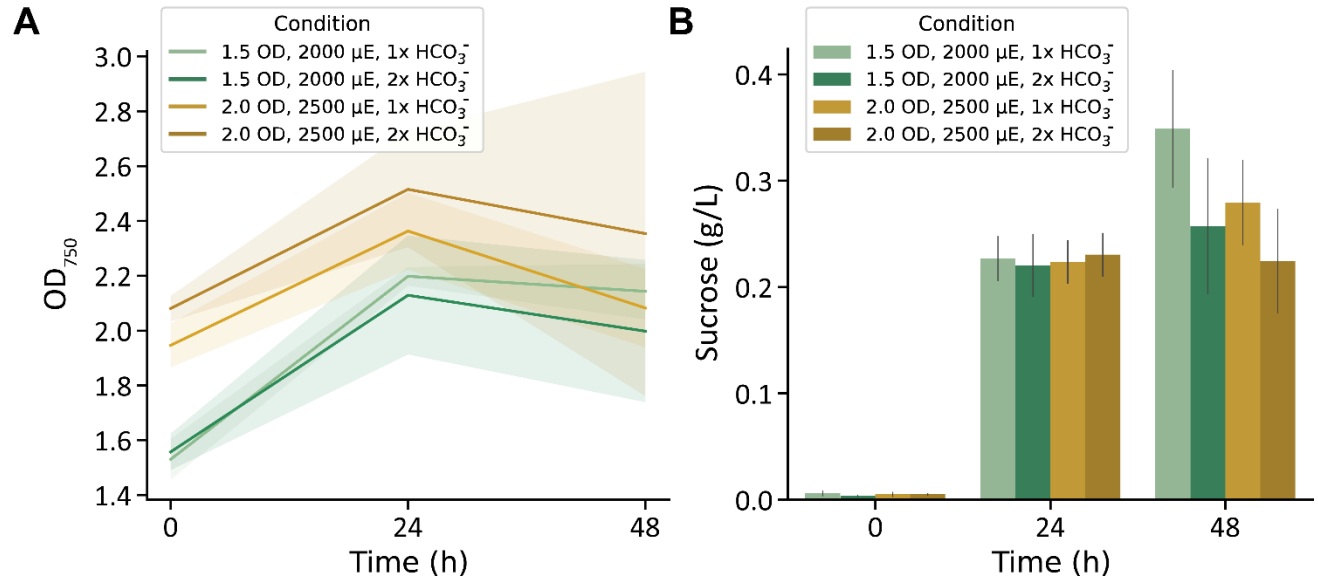 A
Condition
1.5 OD, 2000 µE, 1x HCO₃⁻
1.5 OD, 2000 µE, 2x HCO₃⁻
2.0 OD, 2500 µE, 1x HCO₃⁻
2.0 OD, 2500 µE, 2x HCO₃⁻
3.0
2.8
2.6
2.4
2.2
2.0
1.8
1.6
1.4
OD₇₅₀
0 24 48
Time (h)
B
Condition
1.5 OD, 2000 µE, 1x HCO₃⁻
1.5 OD, 2000 µE, 2x HCO₃⁻
2.0 OD, 2500 µE, 1x HCO₃⁻
2.0 OD, 2500 µE, 2x HCO₃⁻
0.4
0.3
0.2
0.1
0.0
Sucrose (g/L)
0 24 48
Time (h)